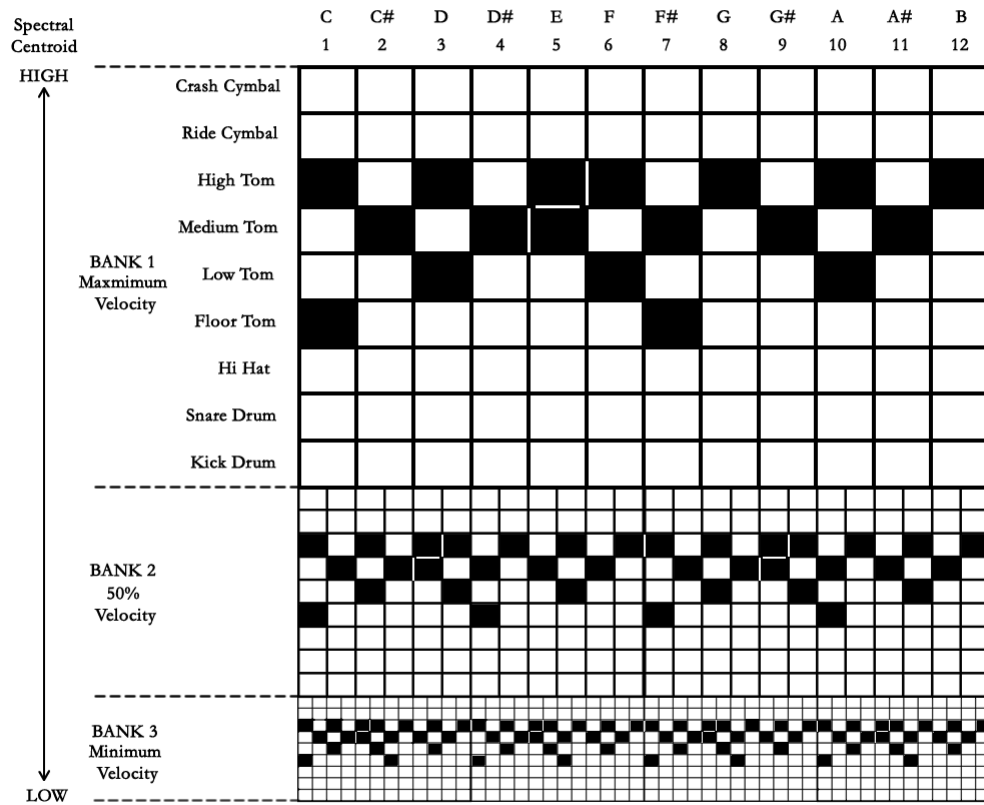 Spectral
Centroid
C C# D D# E F F# G G# A A# B
1 2 3 4 5 6 7 8 9 10 11 12
HIGH
Crash Cymbal
Ride Cymbal
High Tom
Medium Tom
BANK 1
Maxmimum
Velocity
Low Tom
Floor Tom
Hi Hat
Snare Drum
Kick Drum
BANK 2
50%
Velocity
BANK 3
Minimum
Velocity
LOW